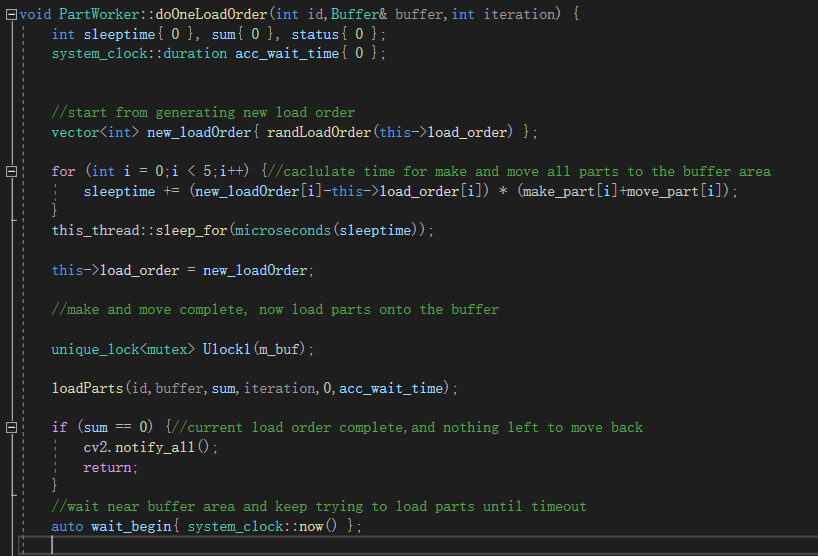 void PartWorker::doOneLoadOrder(int id,Buffer& buffer,int iteration) {
int sleeptime{ 0 }, sum{ 0 }, status{ 0 };
system_clock::duration acc_wait_time{ 0 };
//start from generating new load order
vector<int> new_loadOrder{ randLoadOrder(this->load_order) };
for (int i = 0;i < 5;i++) {//caclulate time for make and move all parts to the buffer area
sleeptime += (new_loadOrder[i]-this->load_order[i]) * (make_part[i]+move_part[i]);
}
this_thread::sleep_for(microseconds(sleeptime));
this->load_order = new_loadOrder;
//make and move complete, now load parts onto the buffer
unique_lock<mutex> Ulock1(m_buf);
loadParts(id,buffer,sum,iteration,0,acc_wait_time);
if (sum == 0) {//current load order complete,and nothing left to move back
cv2.notify_all();
return;
}
//wait near buffer area and keep trying to load parts until timeout
auto wait_begin{ system_clock::now() };